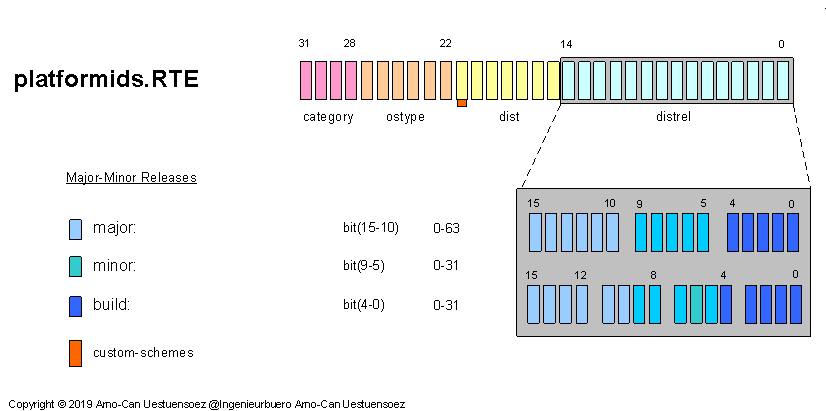 31 28 22 14 0
platformids.RTE
category ostype dist distrel
Major-Minor Releases
15 10 9 5 4 0
major: bit(15-10) 0-63
minor: bit(9-5) 0-31
15 12 8 4 0
build: bit(4-0) 0-31
custom-schemes
Copyright © 2019 Arno-Can Uestuensoez @Ingenieurbuero Arno-Can Uestuensoez